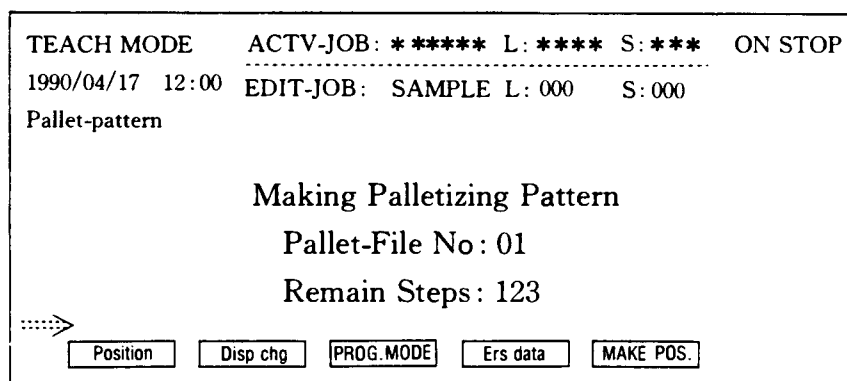 TEACH MODE ACTV-JOB: ****** L: **** S: *** ON STOP
1990/04/17 12:00 EDIT-JOB: SAMPLE L: 000 S: 000
Pallet-pattern
Making Palletizing Pattern
Pallet-File No: 01
Remain Steps: 123
Position Disp chg PROG.MODE Ers data MAKE POS.